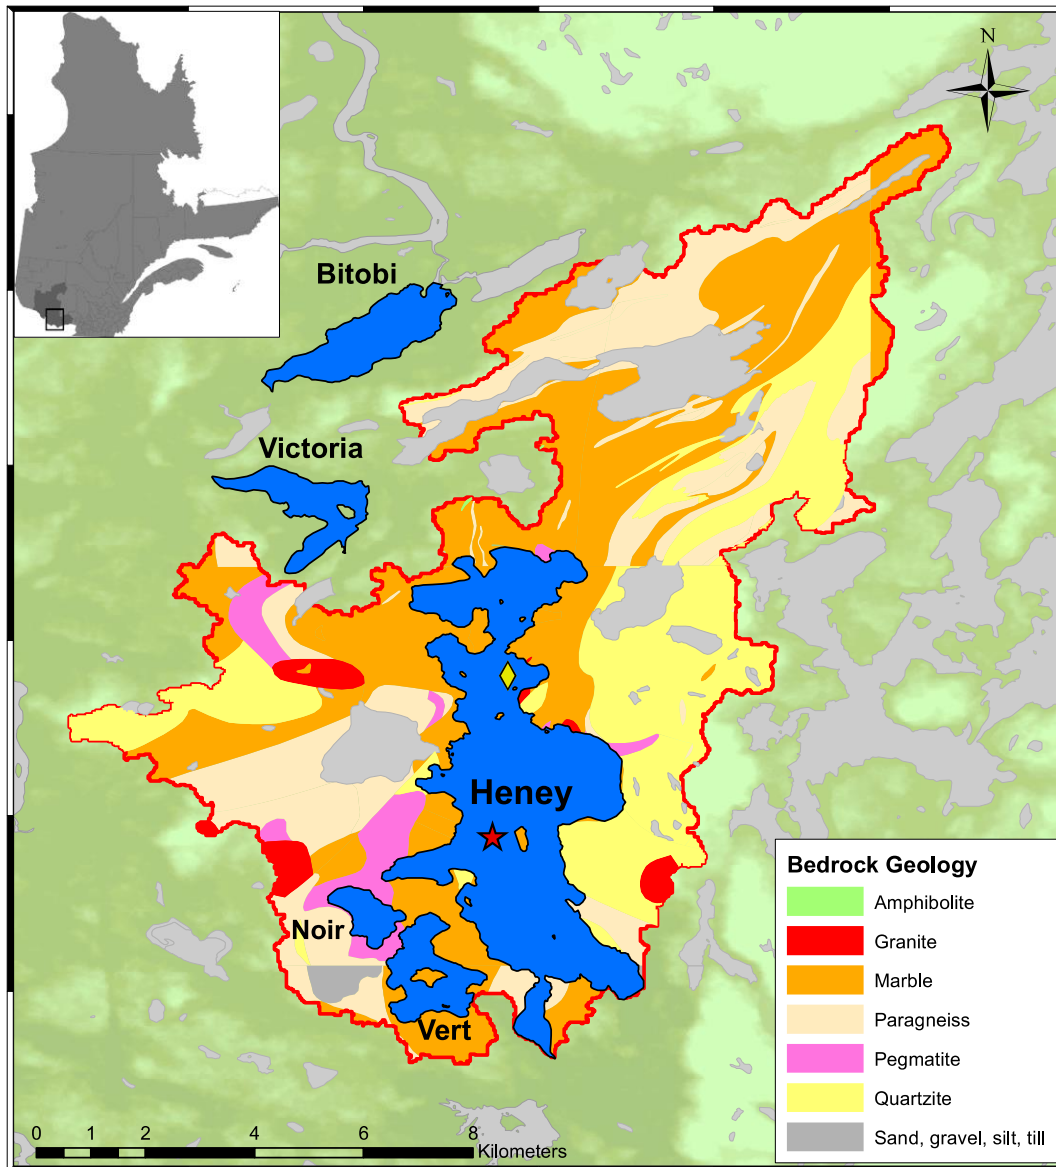 N
Bitobi
Victoria
Heney
Noir
Vert
Bedrock Geology
Amphibolite
Granite
Marble
Paragneiss
Pegmatite
Quartzite
Sand, gravel, silt, till
0 1 2 4 6 8
Kilometers